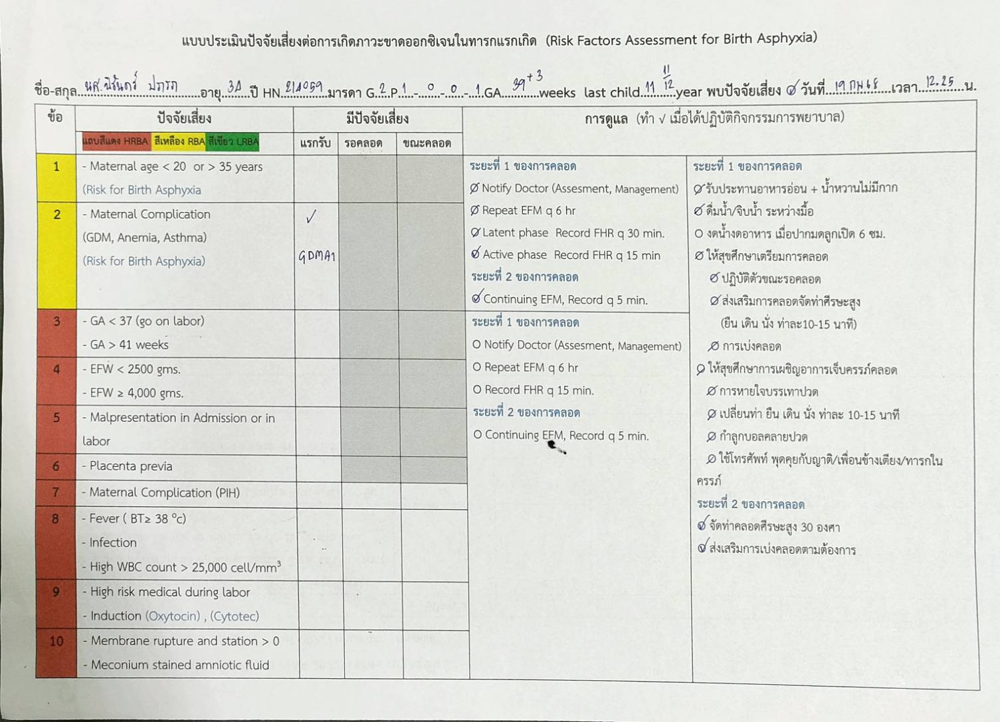 แบบประเมินปัจจัยเสี่ยงต่อการเกิดภาวะขาดออกซิเจนในทารกแรกเกิด (Risk Factors Assessment for Birth Asphyxia)
ชื่อ-สกุล อายุ ปี HN 214059 มารดา G 2 P 1 - 0 - 0 - 1 GA 39+3 weeks last child 11 11/12 year พบปัจจัยเสี่ยง วันที่ 19 กพ 68 เวลา 12.25 น.
ข้อ ปัจจัยเสี่ยง มีปัจจัยเสี่ยง การดูแล (ทำ √ เมื่อได้ปฏิบัติกิจกรรมการพยาบาล)
แถบสีแดง HRBA สีเหลือง RBA สีเขียว LRBA แรกรับ รอคลอด ขณะคลอด
1 - Maternal age < 20 or > 35 years
(Risk for Birth Asphyxia
2 - Maternal Complication ✓
(GDM, Anemia, Asthma)
(Risk for Birth Asphyxia) GDMA1
3 - GA < 37 (go on labor)
- GA > 41 weeks
4 - EFW < 2500 gms.
- EFW ≥ 4,000 gms.
5 - Malpresentation in Admission or in
labor
6 - Placenta previa
7 - Maternal Complication (PIH)
8 - Fever ( BT≥ 38 °c)
- Infection
- High WBC count > 25,000 cell/mm³
9 - High risk medical during labor
- Induction (Oxytocin) , (Cytotec)
10 - Membrane rupture and station > 0
- Meconium stained amniotic fluid
ระยะที่ 1 ของการคลอด
Notify Doctor (Assesment, Management)
Repeat EFM q 6 hr
Latent phase Record FHR q 30 min.
Active phase Record FHR q 15 min
ระยะที่ 2 ของการคลอด
Continuing EFM, Record q 5 min.
ระยะที่ 1 ของการคลอด
O Notify Doctor (Assesment, Management)
O Repeat EFM q 6 hr
O Record FHR q 15 min.
ระยะที่ 2 ของการคลอด
O Continuing EFM, Record q 5 min.
ระยะที่ 1 ของการคลอด
รับประทานอาหารอ่อน + น้ำหวานไม่มีกาก
ดื่มน้ำ/จิบน้ำ ระหว่างมื้อ
O งดน้ำงดอาหาร เมื่อปากมดลูกเปิด 6 ซม.
ให้สุขศึกษาเตรียมการคลอด
ปฏิบัติตัวขณะรอคลอด
ส่งเสริมการคลอดจัดท่าศีรษะสูง
(ยืน เดิน นั่ง ท่าละ10-15 นาที)
การเบ่งคลอด
ให้สุขศึกษาการเผชิญอาการเจ็บครรภ์คลอด
การหายใจบรรเทาปวด
เปลี่ยนท่า ยืน เดิน นั่ง ท่าละ 10-15 นาที
กำลูกบอลคลายปวด
ใช้โทรศัพท์ พุดคุยกับญาติ/เพื่อนข้างเตียง/ทารกใน
ครรภ์
ระยะที่ 2 ของการคลอด
จัดท่าคลอดศีรษะสูง 30 องศา
ส่งเสริมการเบ่งคลอดตามต้องการ